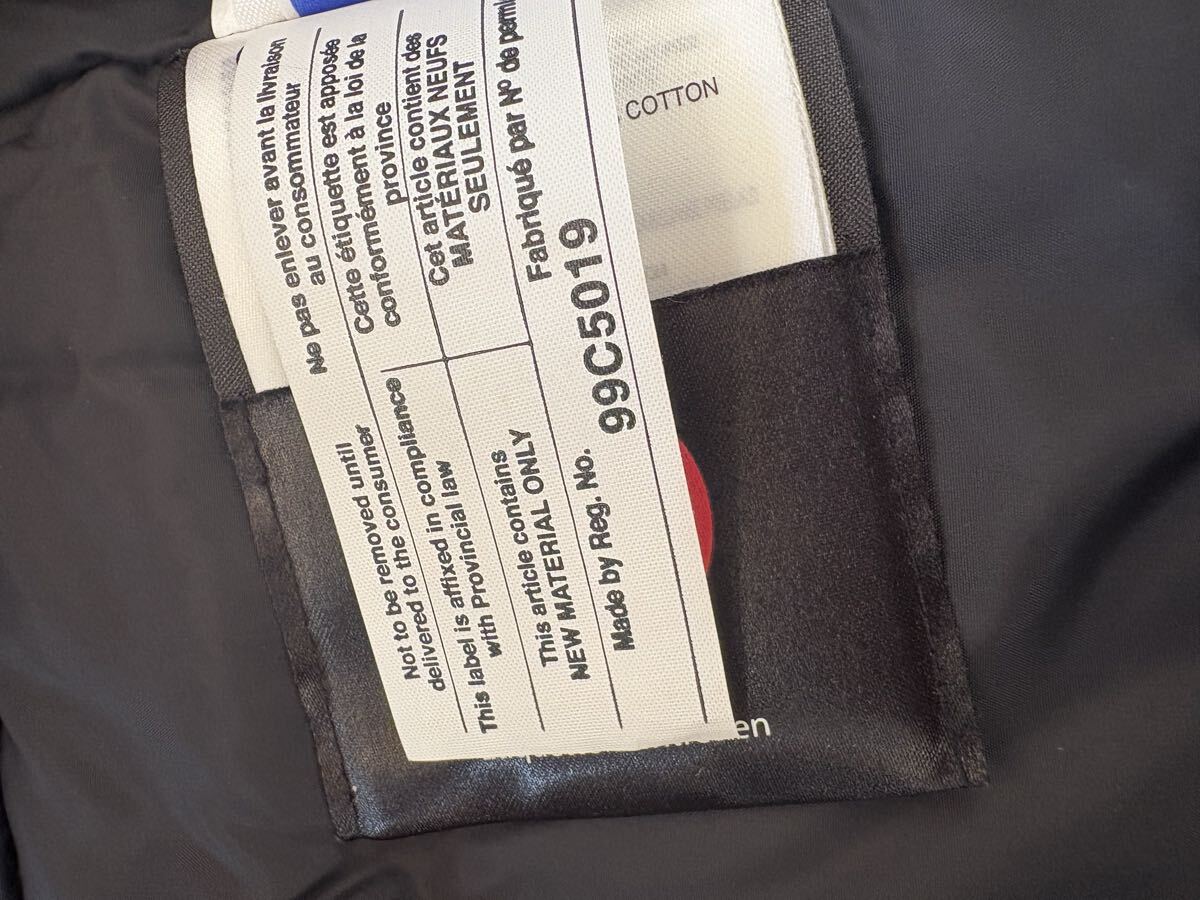 Not to be removed until
delivered to the consumer
This label is affixed in compliance
with Provincial law
This article contains
NEW MATERIAL ONLY
Made by Reg. No.
99C5019
Ne pas enlever avant la livraison
au consommateur
Cette étiquette est apposée
conformément à la loi de la
province
Cet article contient des
MATÉRIAUX NEUFS
SEULEMENT
Fabriqué par Nº de
COTTON